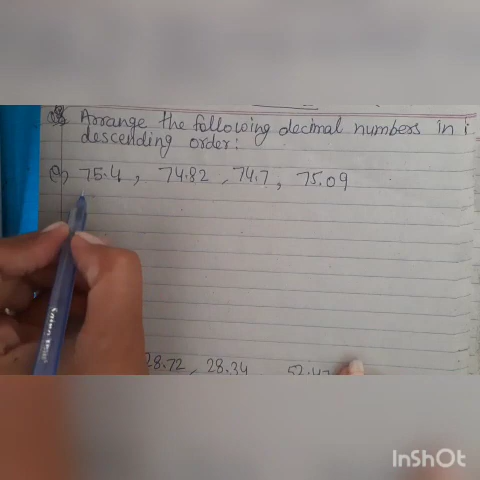 Arrange the following decimal numbers in
descending order:
e) 75.4, 74.82, 74.7, 75.09
28.72, 28.34
InShOt